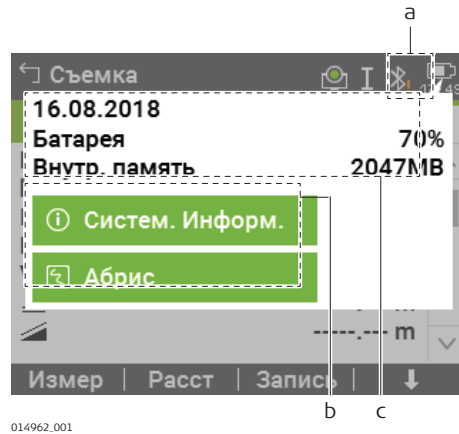 a
Съемка
I
16.08.2018
Батарея 70%
Внутр. память 2047MB
Систем. Информ.
Абрис
-----.--- m
Измер | Расст | Запись |
b c
014962_001